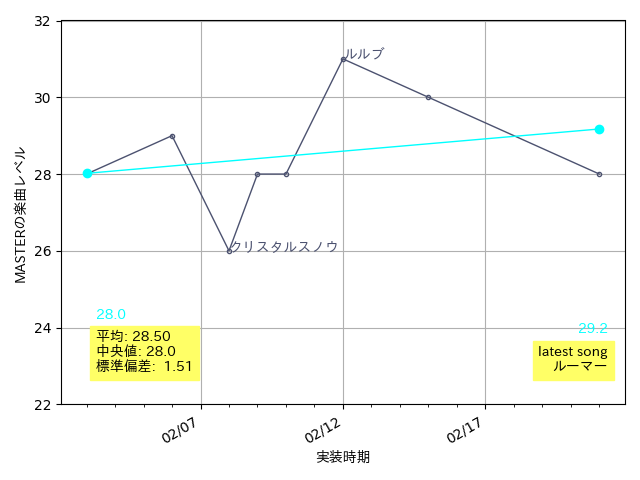 32
30
28
26
24
22
MASTERの楽曲レベル
ルルブ
クリスタルスノウ
28.0
29.2
平均: 28.50
中央値: 28.0
標準偏差: 1.51
latest song
ルーマー
02/07
02/12
02/17
実装時期